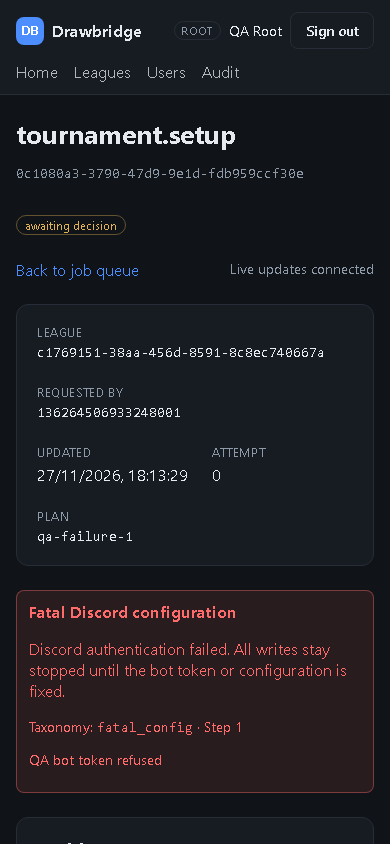 DB Drawbridge ROOT QA Root Sign out
Home Leagues Users Audit
tournament.setup
0c1080a3-3790-47d9-9e1d-fdb959ccf30e
awaiting decision
Back to job queue Live updates connected
LEAGUE
c1769151-38aa-456d-8591-8c8ec740667a
REQUESTED BY
136264506933248001
UPDATED ATTEMPT
27/11/2026, 18:13:29 0
PLAN
qa-failure-1
Fatal Discord configuration
Discord authentication failed. All writes stay
stopped until the bot token or configuration is
fixed.
Taxonomy: fatal_config · Step 1
QA bot token refused